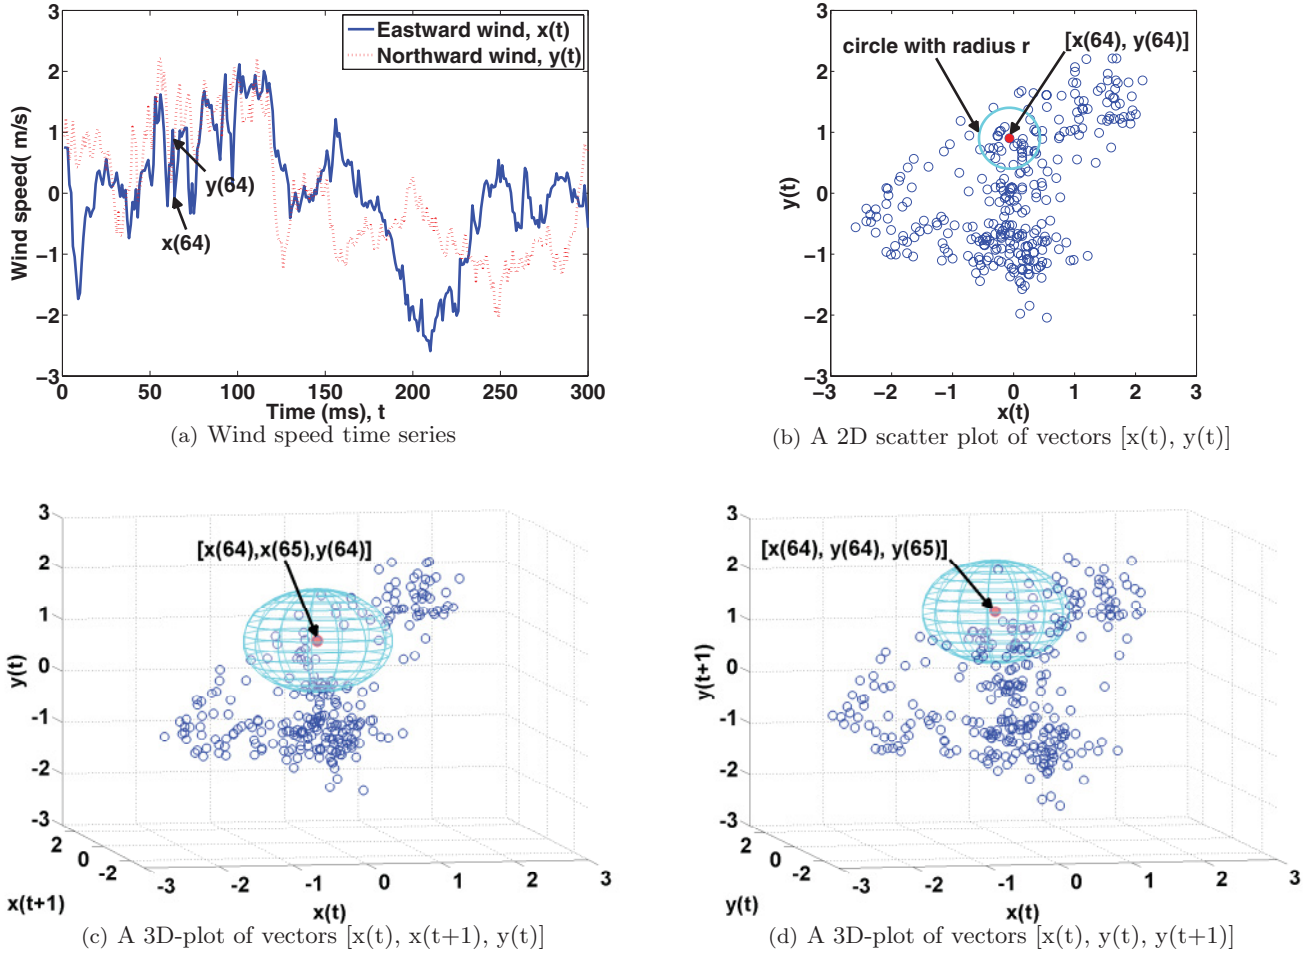 Eastward wind, x(t)
Northward wind, y(t)
Wind speed( m/s)
3
2
1
0
−1
−2
−3
y(64)
x(64)
0 50 100 150 200 250 300
Time (ms), t
(a) Wind speed time series
y(t)
3
2
1
0
−1
−2
−3
circle with radius r
[x(64), y(64)]
−3 −2 −1 0 1 2 3
x(t)
(b) A 2D scatter plot of vectors [x(t), y(t)]
y(t)
3
2
1
0
-1
-2
-3
[x(64),x(65),y(64)]
2
0
-2
x(t+1)
-3 -2 -1 0 1 2 3
x(t)
(c) A 3D-plot of vectors [x(t), x(t+1), y(t)]
y(t+1)
3
2
1
0
-1
-2
-3
[x(64), y(64), y(65)]
2
0
-2
y(t)
-3 -2 -1 0 1 2 3
x(t)
(d) A 3D-plot of vectors [x(t), y(t), y(t+1)]